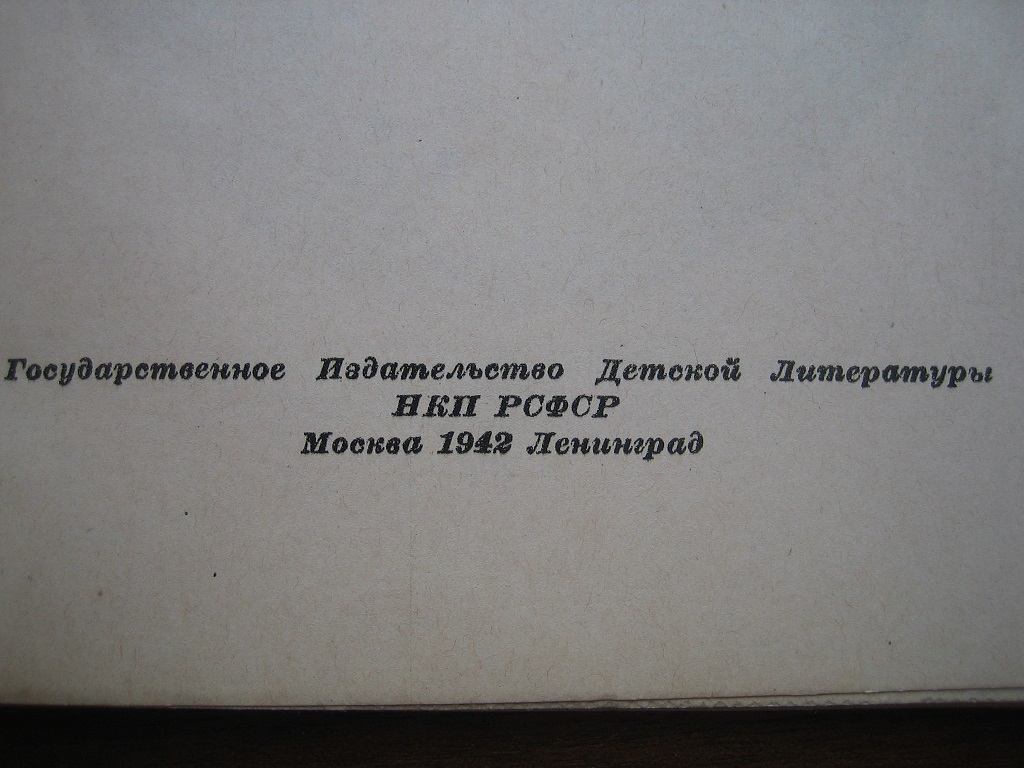 Государственное Издательство Детской Литературы
НКП РСФСР
Москва 1942 Ленинград